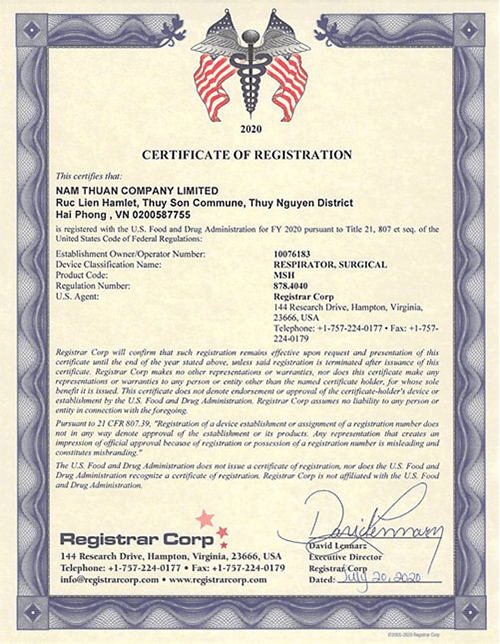 2020
CERTIFICATE OF REGISTRATION
This certifies that:
NAM THUAN COMPANY LIMITED
Ruc Lien Hamlet, Thuy Son Commune, Thuy Nguyen District
Hai Phong , VN 0200587755
is registered with the U.S. Food and Drug Administration for FY 2020 pursuant to Title 21, 807 et seq. of the
United States Code of Federal Regulations:
Establishment Owner/Operator Number: 10076183
Device Classification Name: RESPIRATOR, SURGICAL
Product Code: MSH
Regulation Number: 878.4040
U.S. Agent: Registrar Corp
144 Research Drive, Hampton, Virginia,
23666, USA
Telephone: +1-757-224-0177 • Fax: +1-757-
224-0179
Registrar Corp will confirm that such registration remains effective upon request and presentation of this
certificate until the end of the year stated above, unless said registration is terminated after issuance of this
certificate. Registrar Corp makes no other representations or warranties, nor does this certificate make any
representations or warranties to any person or entity other than the named certificate holder, for whose sole
benefit it is issued. This certificate does not denote endorsement or approval of the certificate-holder's device or
establishment by the U.S. Food and Drug Administration. Registrar Corp assumes no liability to any person or
entity in connection with the foregoing.
Pursuant to 21 CFR 807.39, "Registration of a device establishment or assignment of a registration number does
not in any way denote approval of the establishment or its products. Any representation that creates an
impression of official approval because of registration or possession of a registration number is misleading and
constitutes misbranding."
The U.S. Food and Drug Administration does not issue a certificate of registration, nor does the U.S. Food and
Drug Administration recognize a certificate of registration. Registrar Corp is not affiliated with the U.S. Food
and Drug Administration.
Registrar Corp
144 Research Drive, Hampton, Virginia, 23666, USA
Telephone: +1-757-224-0177 • Fax: +1-757-224-0179
info@registrarcorp.com • www.registrarcorp.com
David Lennarz
Executive Director
Registrar Corp
Dated: July 20, 2020
©2005-2020 Registrar Corp